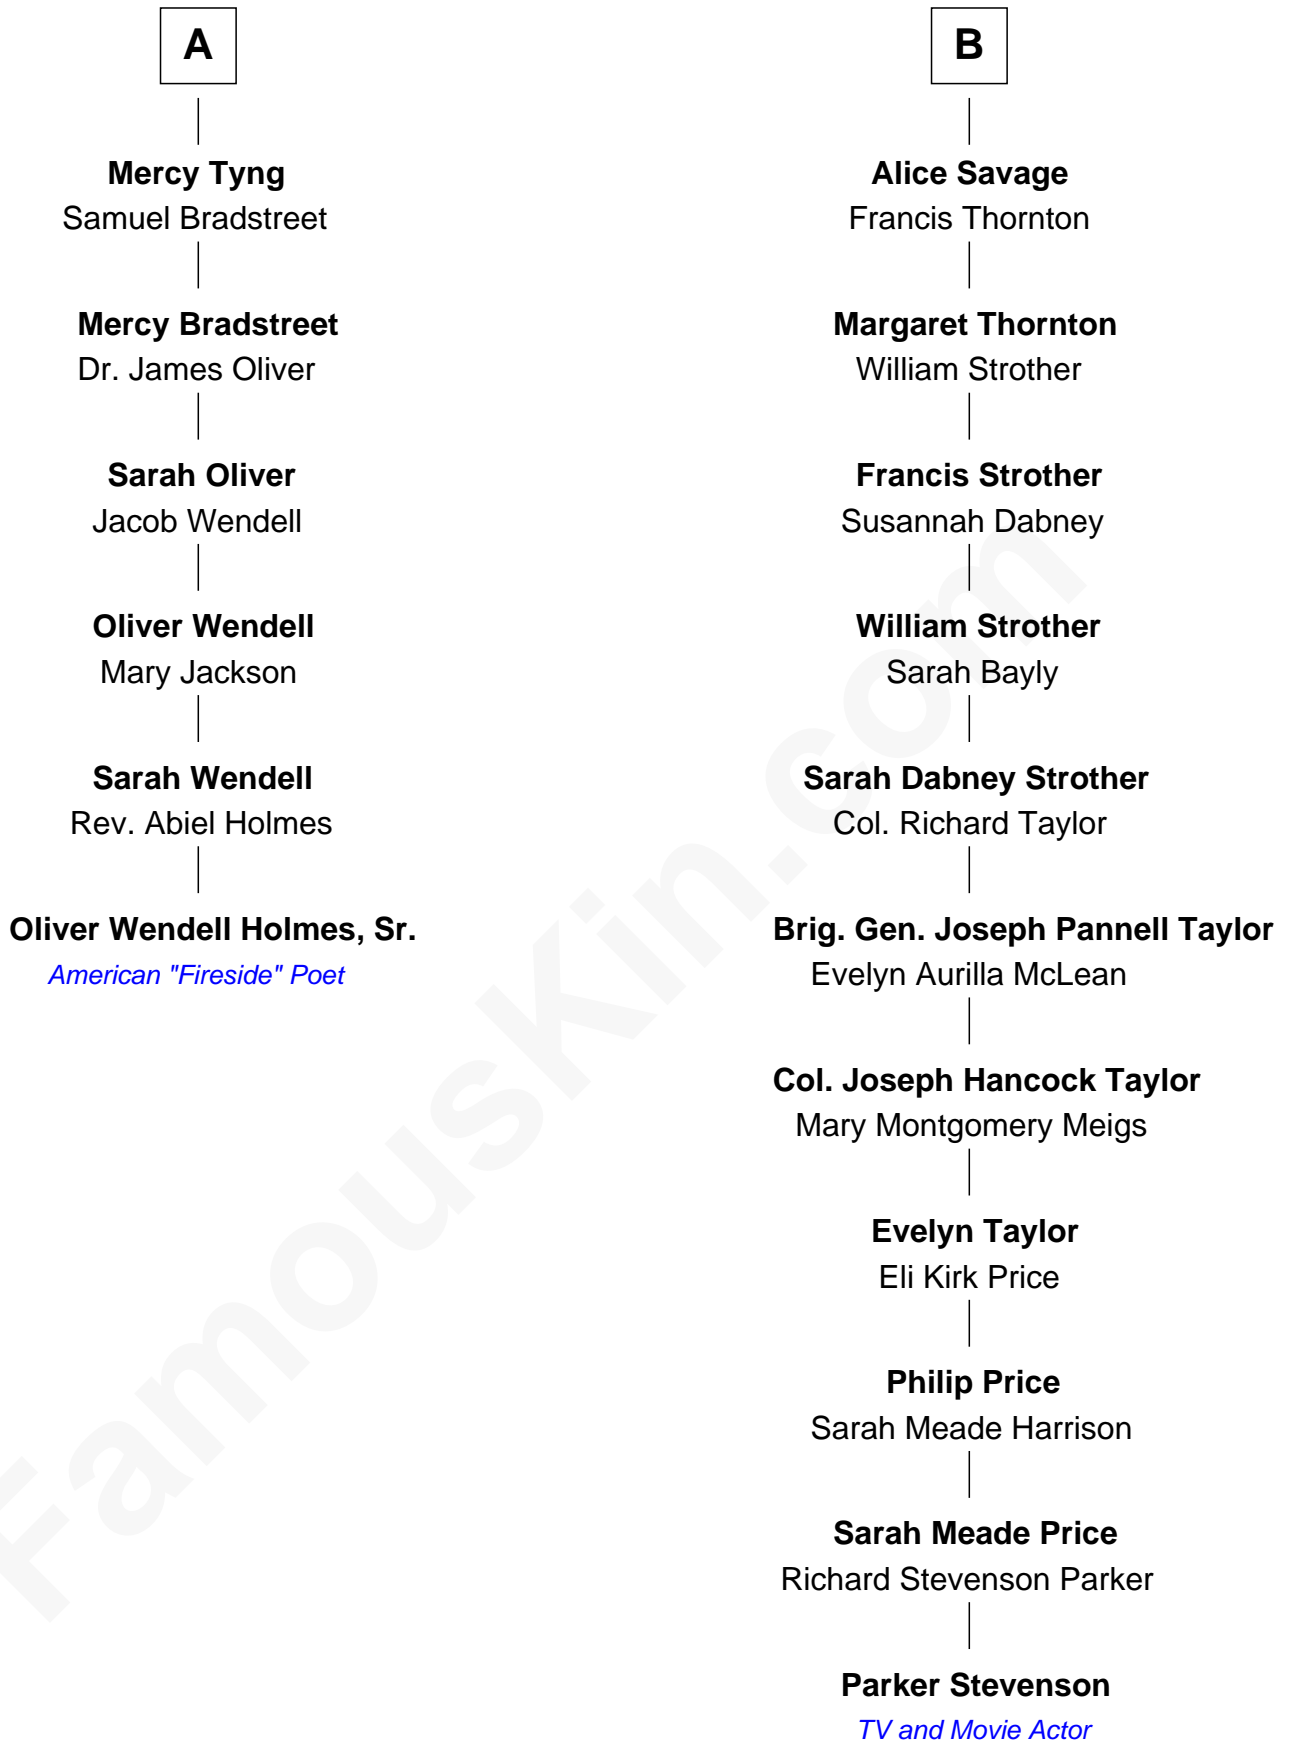 A
Mercy Tyng
Samuel Bradstreet
Mercy Bradstreet
Dr. James Oliver
Sarah Oliver
Jacob Wendell
Oliver Wendell
Mary Jackson
Sarah Wendell
Rev. Abiel Holmes
Oliver Wendell Holmes, Sr.
American "Fireside" Poet
B
Alice Savage
Francis Thornton
Margaret Thornton
William Strother
Francis Strother
Susannah Dabney
William Strother
Sarah Bayly
Sarah Dabney Strother
Col. Richard Taylor
Brig. Gen. Joseph Pannell Taylor
Evelyn Aurilla McLean
Col. Joseph Hancock Taylor
Mary Montgomery Meigs
Evelyn Taylor
Eli Kirk Price
Philip Price
Sarah Meade Harrison
Sarah Meade Price
Richard Stevenson Parker
Parker Stevenson
TV and Movie Actor
FamousKin.com